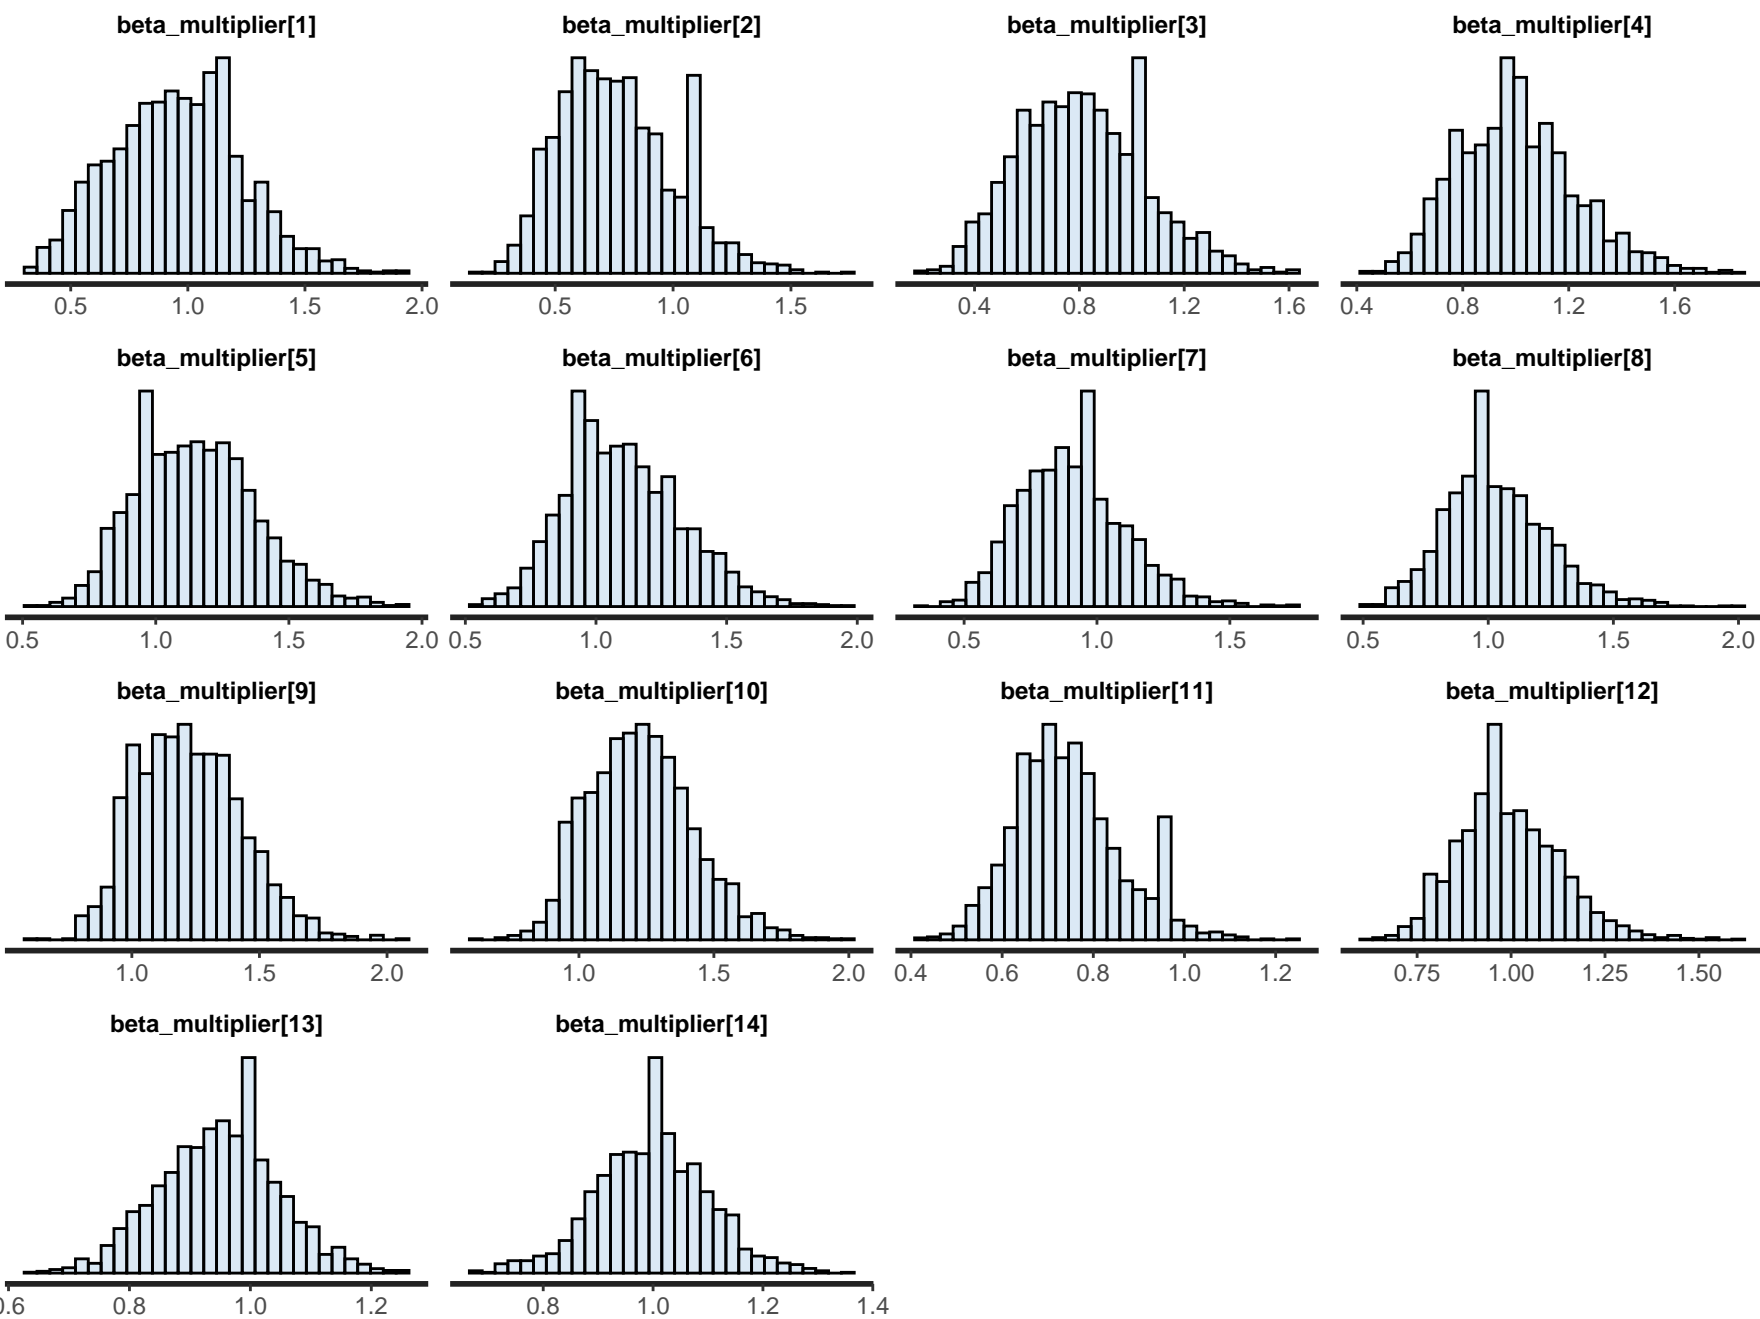 beta_multiplier[1] beta_multiplier[2] beta_multiplier[3] beta_multiplier[4]
0.5 1.0 1.5 2.0 0.5 1.0 1.5 0.4 0.8 1.2 1.6 0.4 0.8 1.2 1.6
beta_multiplier[5] beta_multiplier[6] beta_multiplier[7] beta_multiplier[8]
0.5 1.0 1.5 2.0 0.5 1.0 1.5 2.0 0.5 1.0 1.5 0.5 1.0 1.5 2.0
beta_multiplier[9] beta_multiplier[10] beta_multiplier[11] beta_multiplier[12]
1.0 1.5 2.0 1.0 1.5 2.0 0.4 0.6 0.8 1.0 1.2 0.75 1.00 1.25 1.50
beta_multiplier[13] beta_multiplier[14]
0.6 0.8 1.0 1.2 0.8 1.0 1.2 1.4